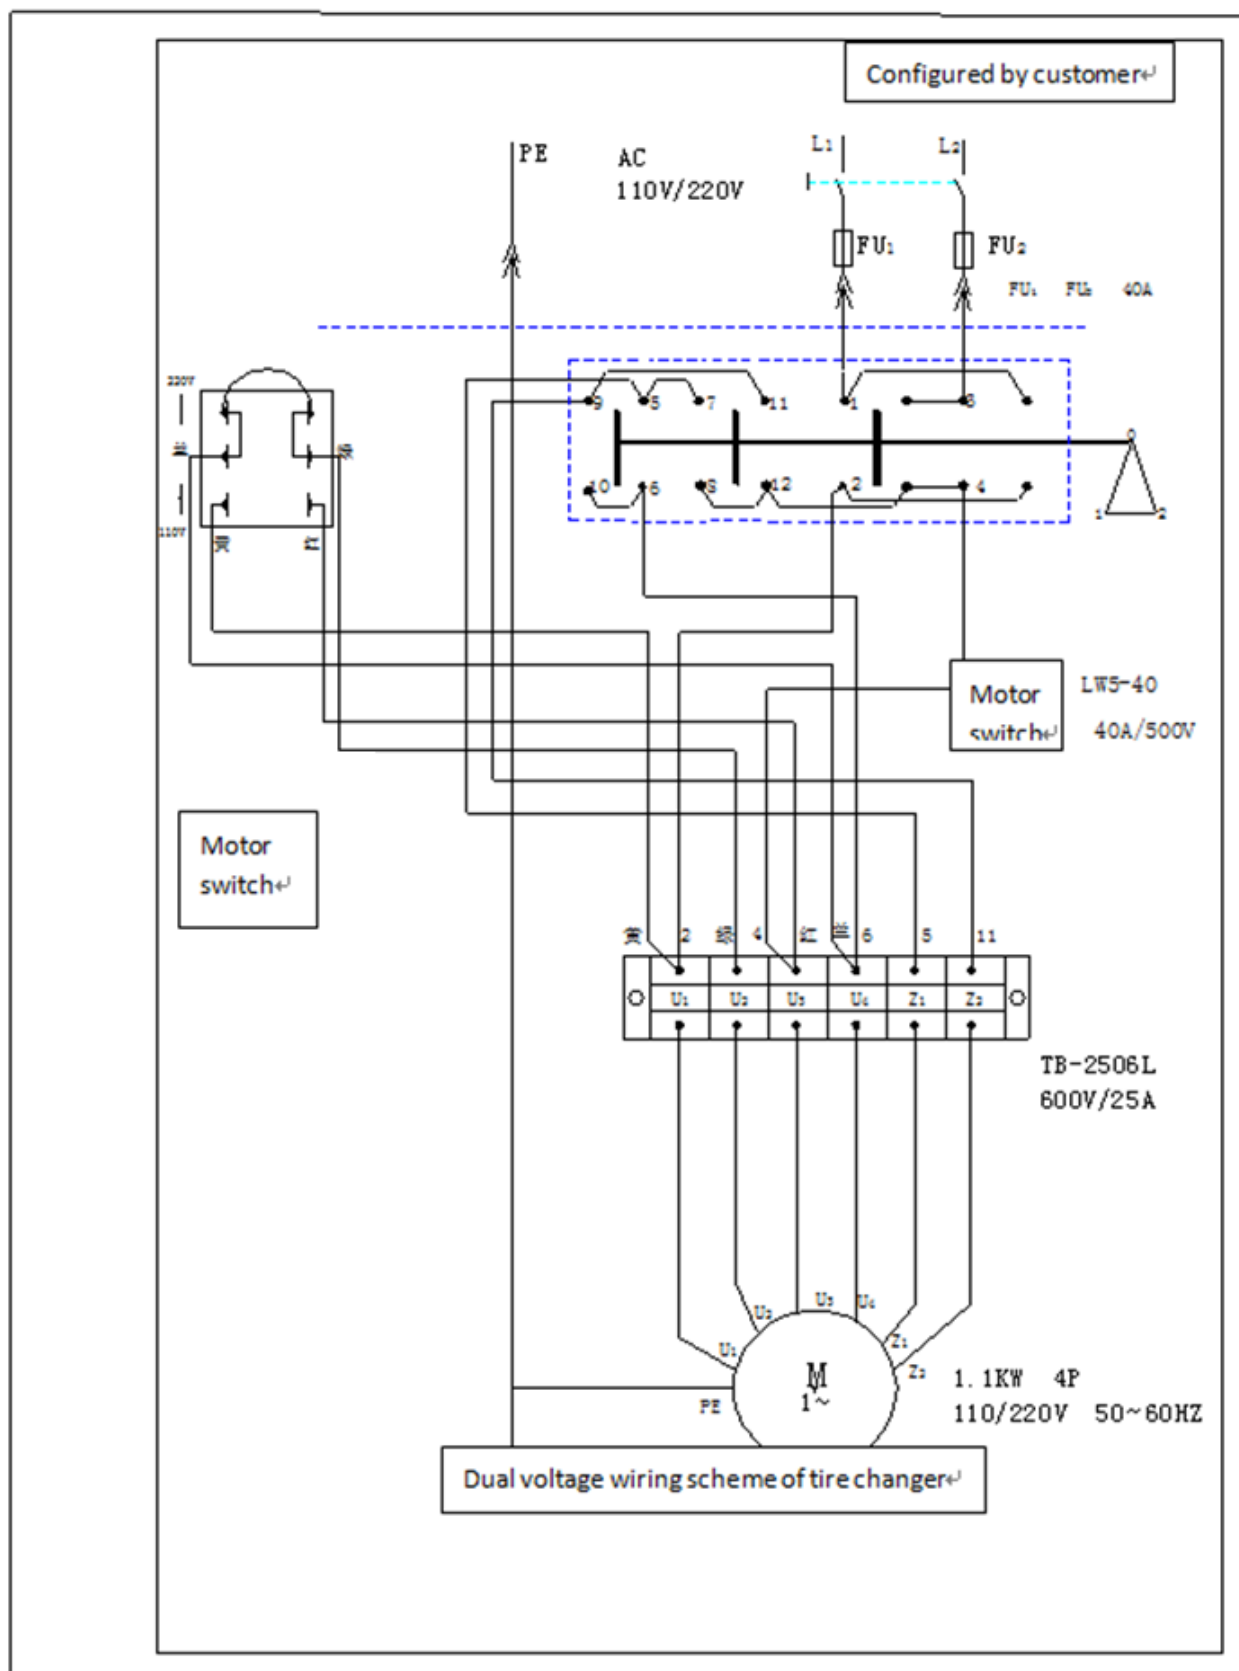 Configured by customer↵
L₁
L₂
PE
AC
110V/220V
FU₁
FU₂
FU₁ FU₂ 40A
220V
9 5 7 11 1 3
蓝
绿
0
10 6 8 12 2 4
1 2
110V
黄
红
Motor
switch↵
LW5-40
40A/500V
Motor
switch↵
黄 2 绿 4 红 蓝 6 5 11
U₁ U₂ U₃ U₄ Z₁ Z₂
TB-2506L
600V/25A
U₁ U₂ U₃ U₄ Z₁ Z₂
PE
M
1~
1.1KW 4P
110/220V 50~60HZ
Dual voltage wiring scheme of tire changer↵